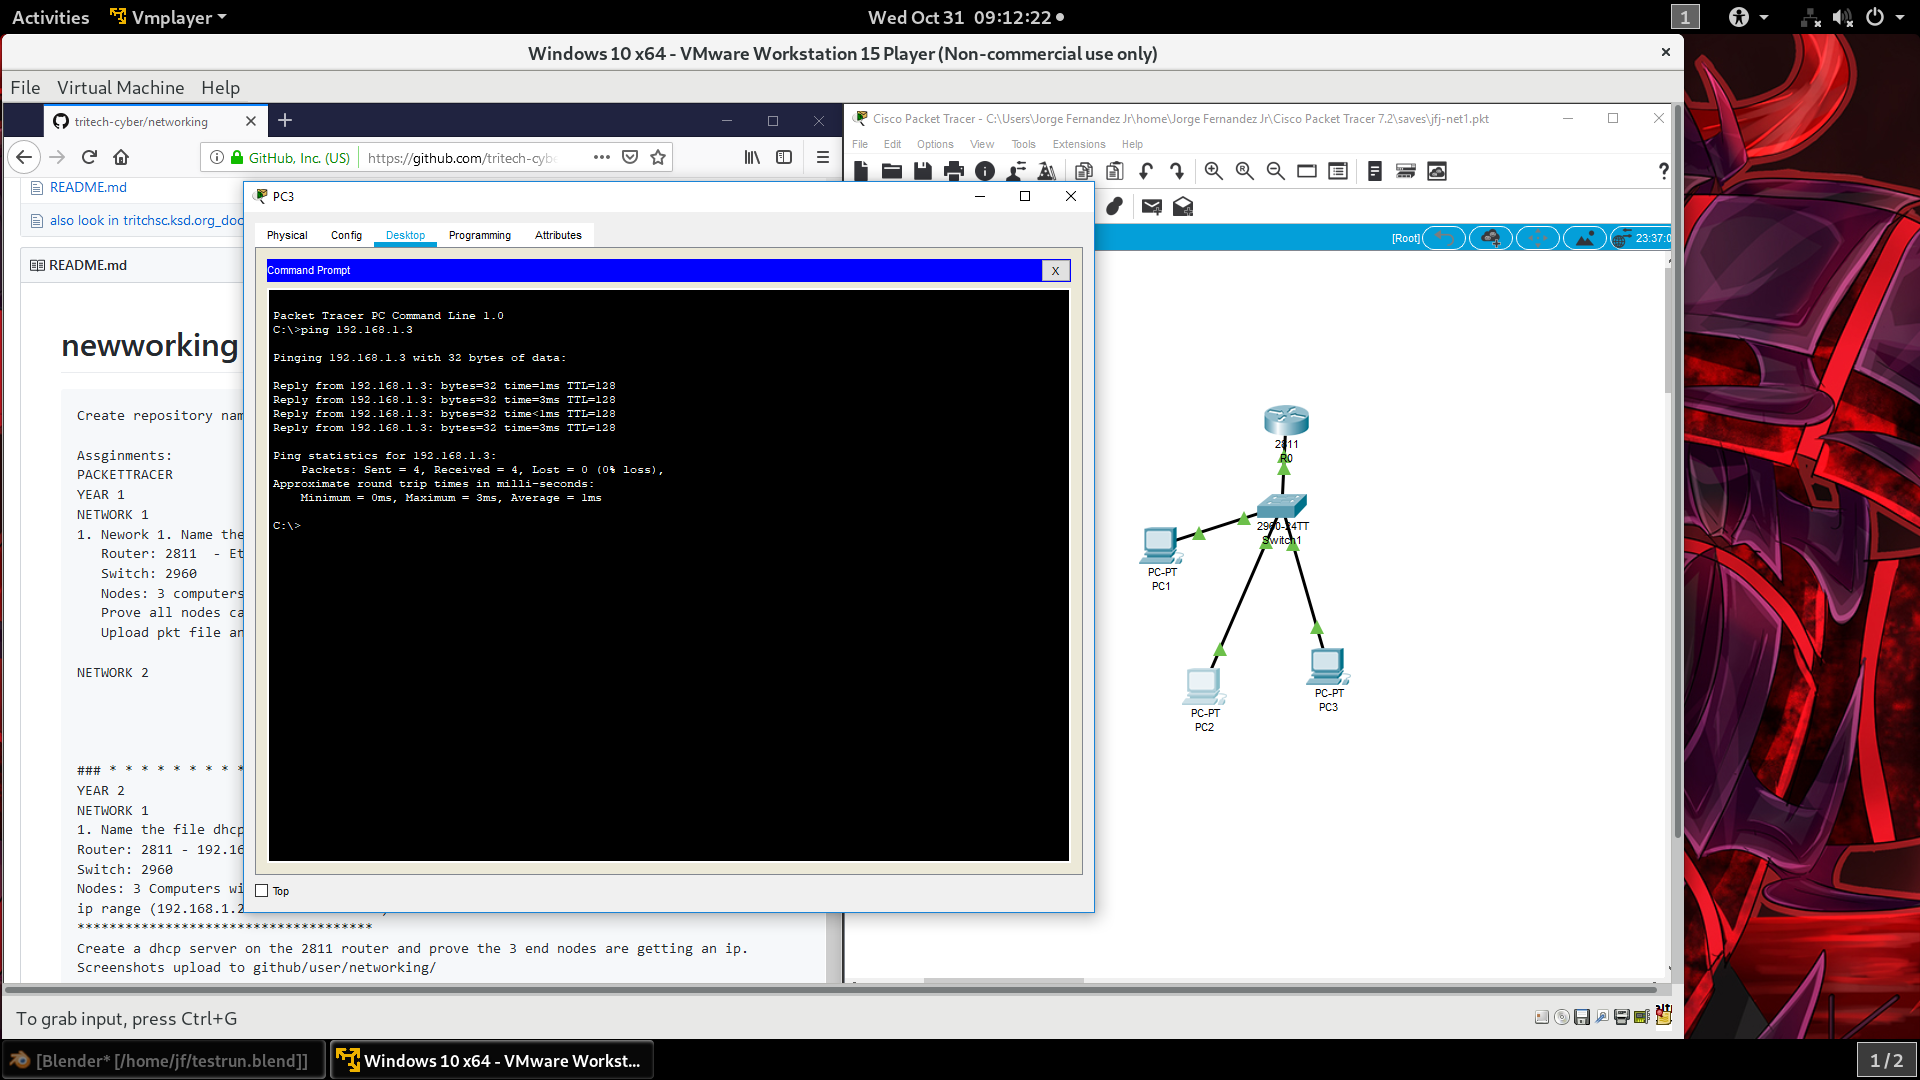 Activities
Vmplayer
Wed Oct 31 09:12:22
1
Windows 10 x64 - VMware Workstation 15 Player (Non-commercial use only)
File Virtual Machine Help
tritech-cyber/networking
GitHub, Inc. (US)
https://github.com/tritech-cybe
README.md
also look in tritchsc.ksd.org_doc
README.md
newworking
Create repository nam
Assginments:
PACKETTRACER
YEAR 1
NETWORK 1
1. Nework 1. Name the
Router: 2811 - Et
Switch: 2960
Nodes: 3 computers
Prove all nodes ca
Upload pkt file an
NETWORK 2
### * * * * * * * * *
YEAR 2
NETWORK 1
1. Name the file dhcp
Router: 2811 - 192.16
Switch: 2960
Nodes: 3 Computers wi
ip range (192.168.1.2
*************************************
Create a dhcp server on the 2811 router and prove the 3 end nodes are getting an ip.
Screenshots upload to github/user/networking/
PC3
Physical Config Desktop Programming Attributes
Command Prompt
X
Packet Tracer PC Command Line 1.0
C:\>ping 192.168.1.3
Pinging 192.168.1.3 with 32 bytes of data:
Reply from 192.168.1.3: bytes=32 time=1ms TTL=128
Reply from 192.168.1.3: bytes=32 time=3ms TTL=128
Reply from 192.168.1.3: bytes=32 time<1ms TTL=128
Reply from 192.168.1.3: bytes=32 time=3ms TTL=128
Ping statistics for 192.168.1.3:
Packets: Sent = 4, Received = 4, Lost = 0 (0% loss),
Approximate round trip times in milli-seconds:
Minimum = 0ms, Maximum = 3ms, Average = 1ms
C:\>
Top
Cisco Packet Tracer - C:\Users\Jorge Fernandez Jr\home\Jorge Fernandez Jr\Cisco Packet Tracer 7.2\saves\jfj-net1.pkt
File Edit Options View Tools Extensions Help
?
[Root]
23:37:0
2811
R0
2960-24TT
Switch1
PC-PT
PC1
PC-PT
PC2
PC-PT
PC3
To grab input, press Ctrl+G
[Blender* [/home/jf/testrun.blend]]
Windows 10 x64 - VMware Workst...
1 / 2